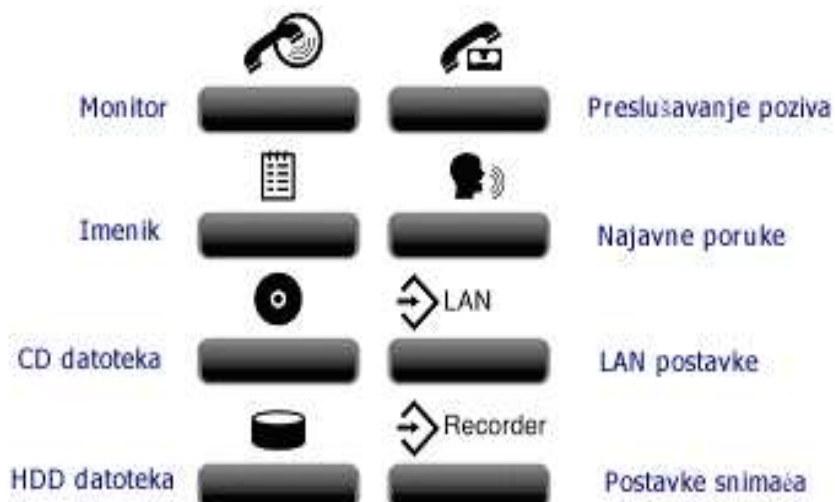 Monitor
Preslušavanje poziva
Imenik
Najavne poruke
LAN
CD datoteka
LAN postavke
Recorder
HDD datoteka
Postavke snimača